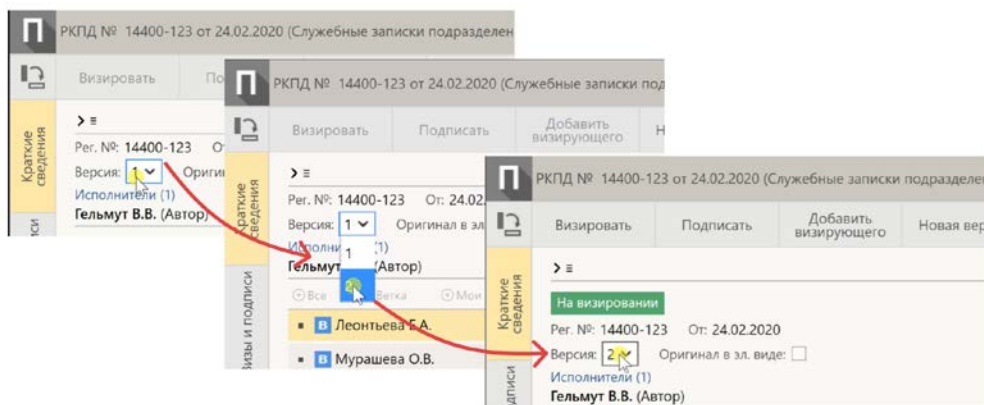 П
РКПД № 14400-123 от 24.02.2020 (Служебные записки подразделен
Визировать По
Краткие сведения
Рег. №: 14400-123 О
Версия: 1 Ориги
Исполнители (1)
Гельмут В.В. (Автор)
П
РКПД № 14400-123 от 24.02.2020 (Служебные записки под
Визировать Подписать Добавить визирующего Н
Краткие сведения
Рег. №: 14400-123 От: 24.02
Версия: 1 Оригинал в эл
1
Гельмут (Автор)
Все Ветка Мои
В Леонтьева Е.А.
В Мурашева О.В.
Визы и подписи
П
РКПД № 14400-123 от 24.02.2020 (Служебные записки подразделе
Визировать Подписать Добавить визирующего Новая вер
Краткие сведения
На визировании
Рег. №: 14400-123 От: 24.02.2020
Версия: 2 Оригинал в эл. виде:
Исполнители (1)
Гельмут В.В. (Автор)